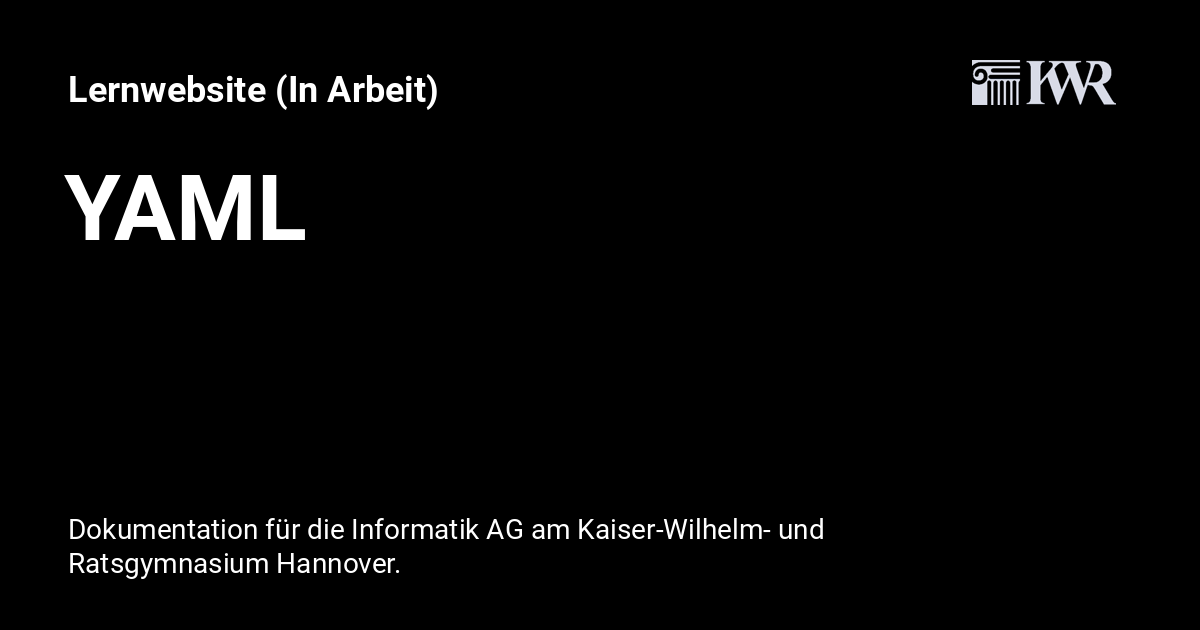 Lernwebsite (In Arbeit)
KWR
YAML
Dokumentation für die Informatik AG am Kaiser-Wilhelm- und
Ratsgymnasium Hannover.